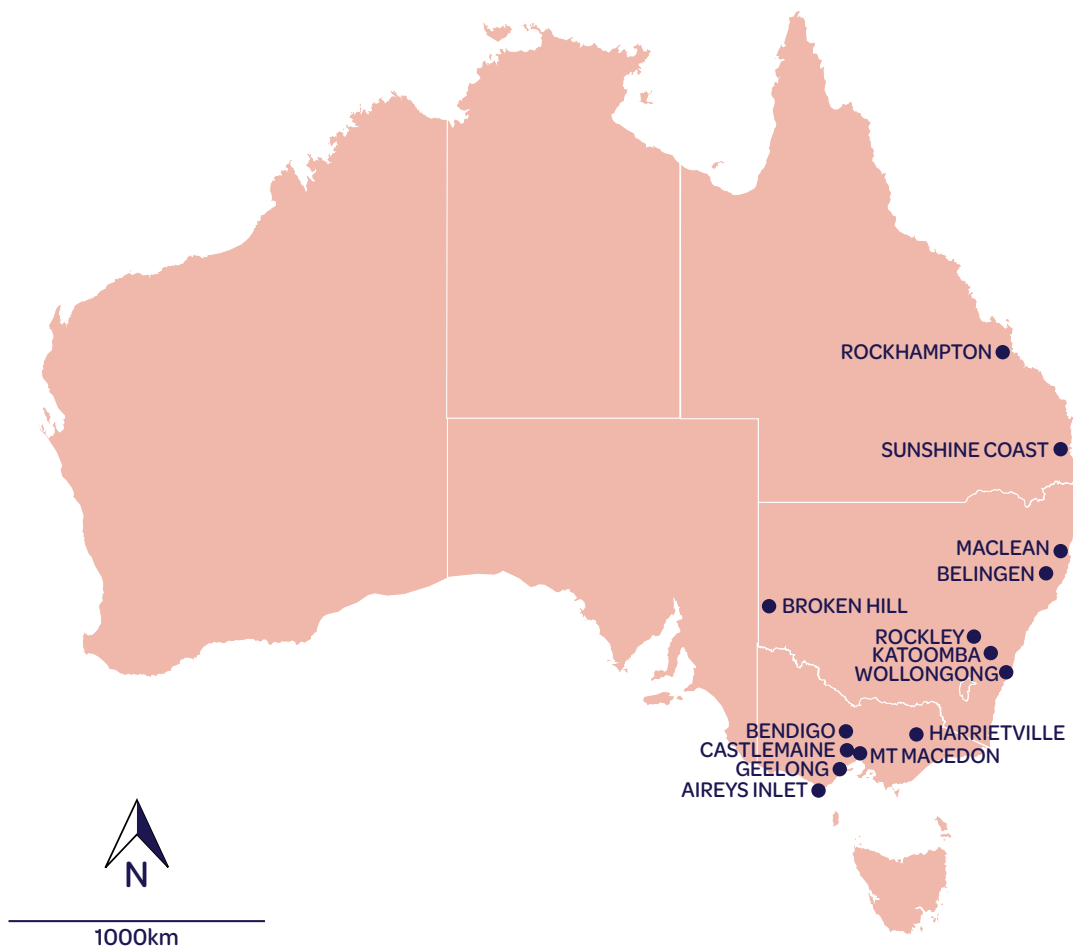 ROCKHAMPTON
SUNSHINE COAST
MACLEAN
BELINGEN
BROKEN HILL
ROCKLEY
KATOOMBA
WOLLONGONG
BENDIGO
HARRIETVILLE
CASTLEMAINE
MT MACEDON
GEELONG
AIREYS INLET
N
1000km